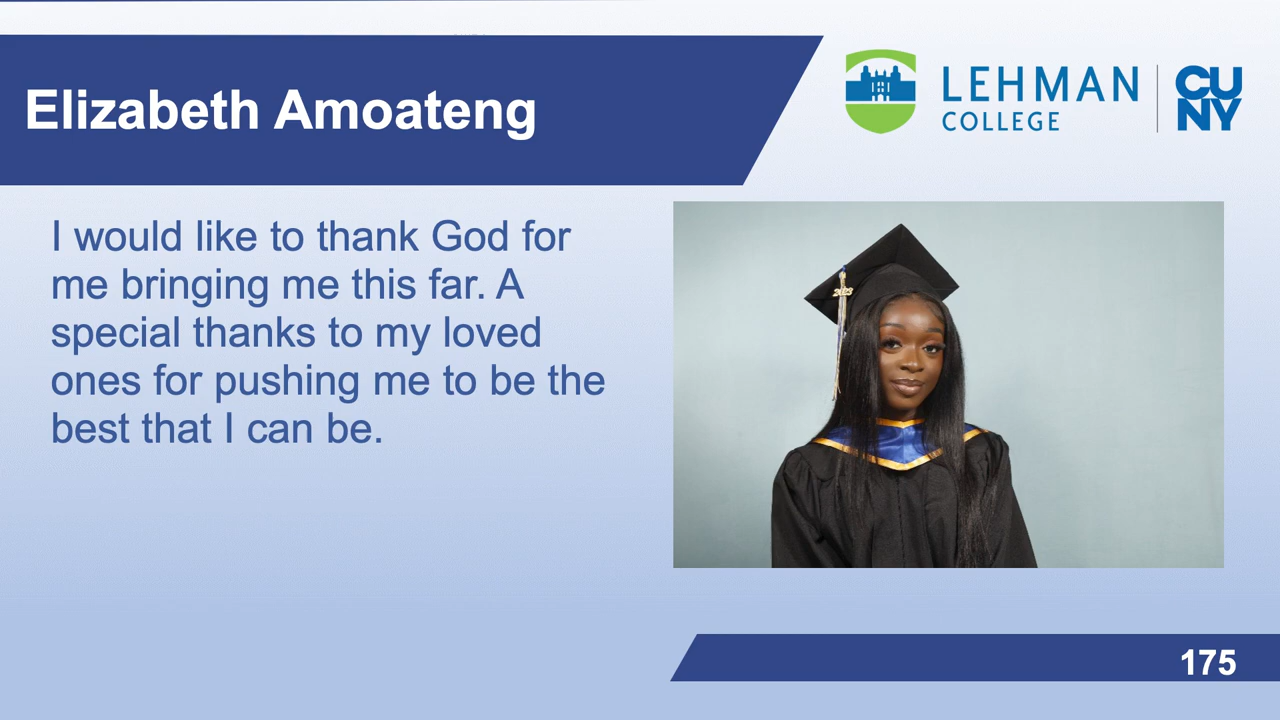 Elizabeth Amoateng
LEHMAN
COLLEGE
CU
NY
I would like to thank God for
me bringing me this far. A
special thanks to my loved
ones for pushing me to be the
best that I can be.
2023
175